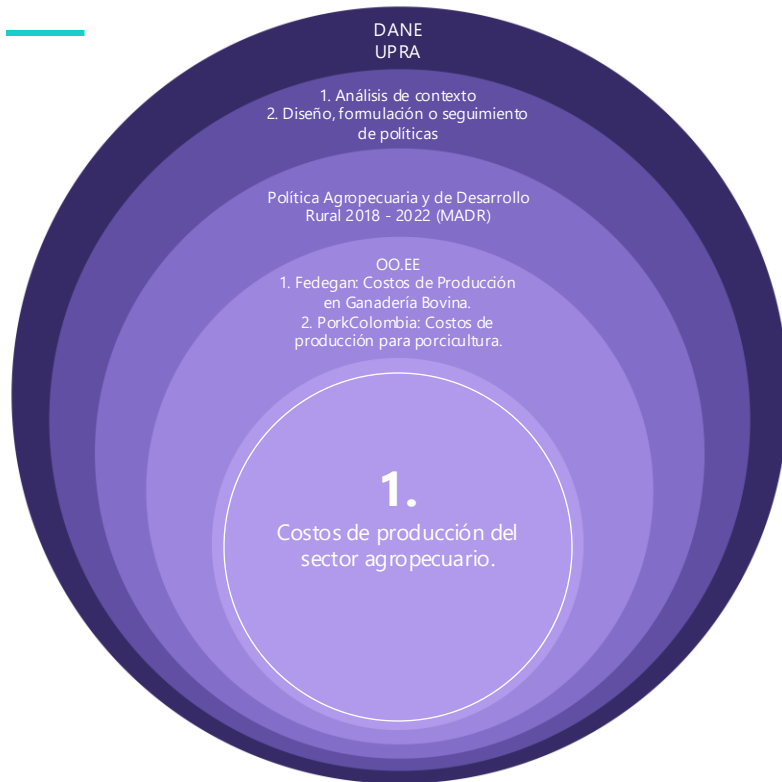 DANE
UPRA
1. Análisis de contexto
2. Diseño, formulación o seguimiento
de políticas
Política Agropecuaria y de Desarrollo
Rural 2018 - 2022 (MADR)
OO.EE
1. Fedegan: Costos de Producción
en Ganadería Bovina.
2. PorkColombia: Costos de
producción para porcicultura.
1.
Costos de producción del
sector agropecuario.